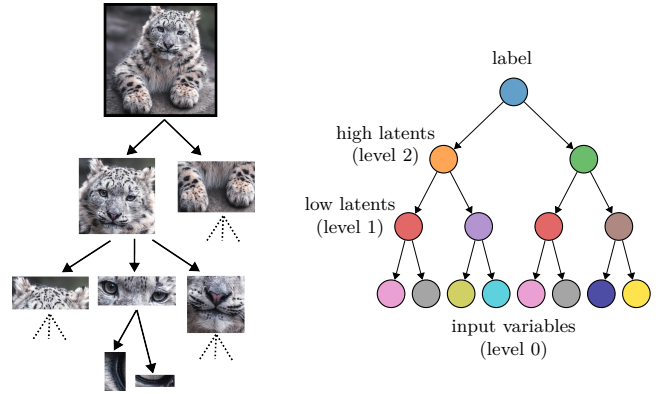 label
high latents
(level 2)
low latents
(level 1)
input variables
(level 0)